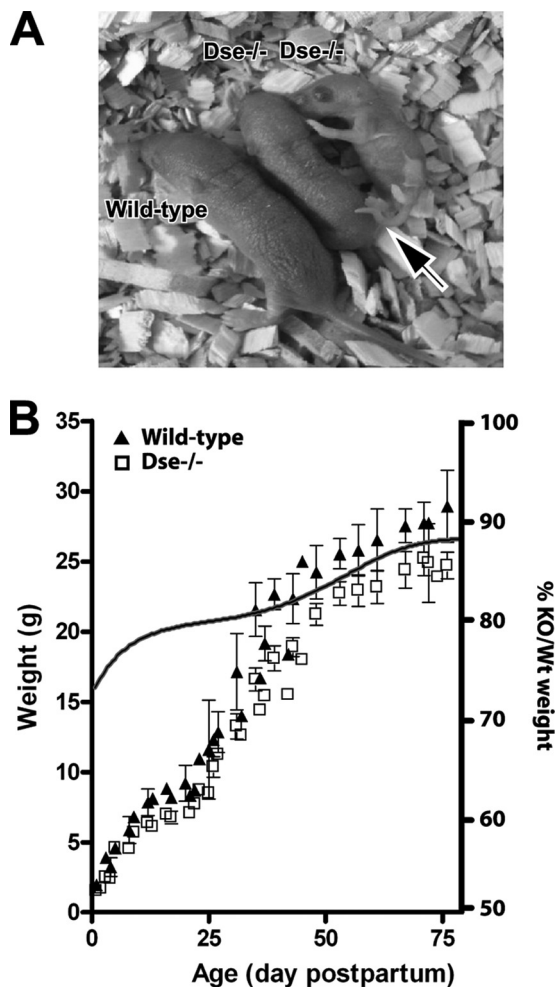 A
Dse-/- Dse-/-
Wild-type
B
35
30
25
20
15
10
5
0
Weight (g)
Wild-type
Dse-/-
100
90
80
70
60
50
% KO/Wt weight
0 25 50 75
Age (day postpartum)